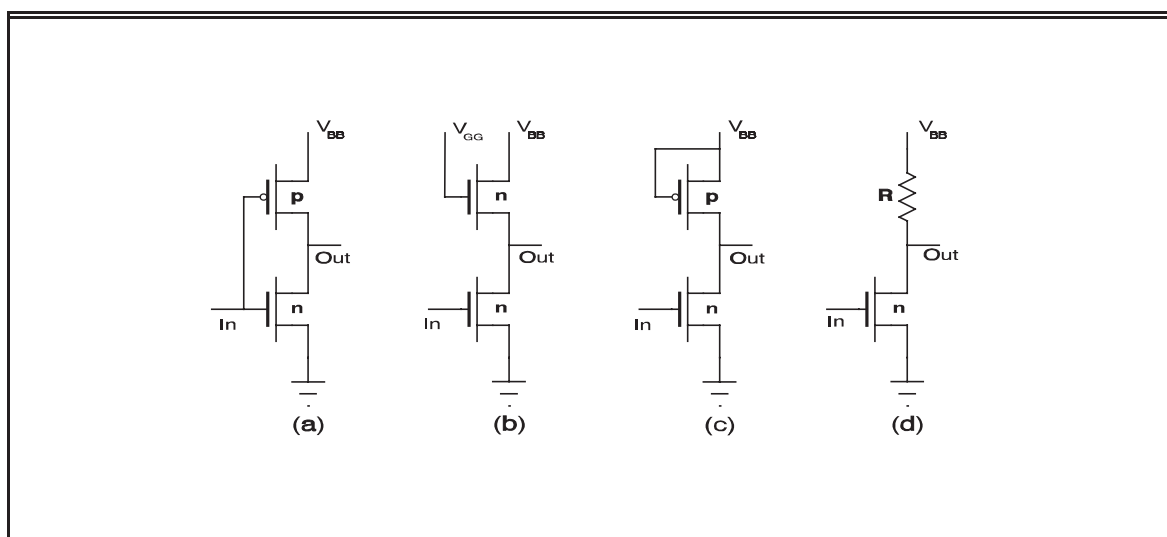 V_BB
p
Out
In
n
(a)
V_GG
V_BB
n
Out
In
n
(b)
V_BB
p
Out
In
n
(c)
V_BB
R
Out
In
n
(d)